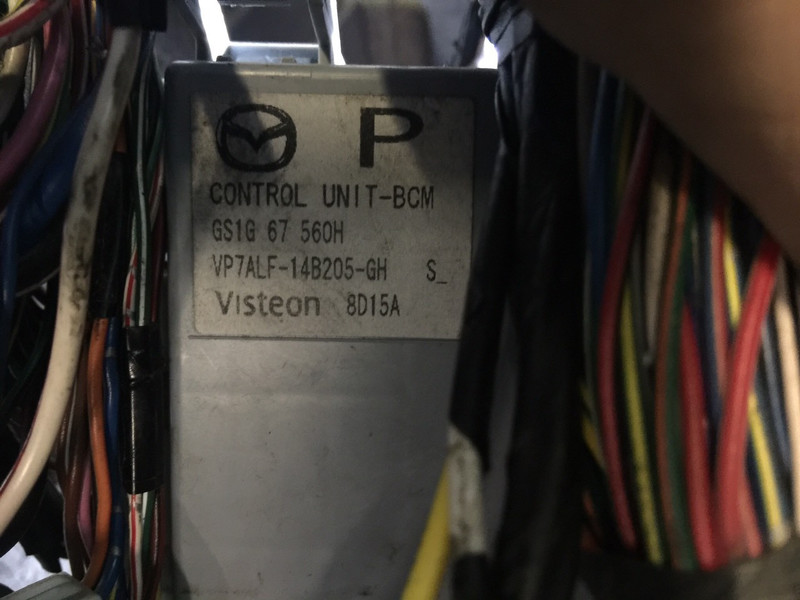 P
CONTROL UNIT-BCM
GS1G 67 560H
VP7ALF-14B205-GH S_
Visteon 8D15A